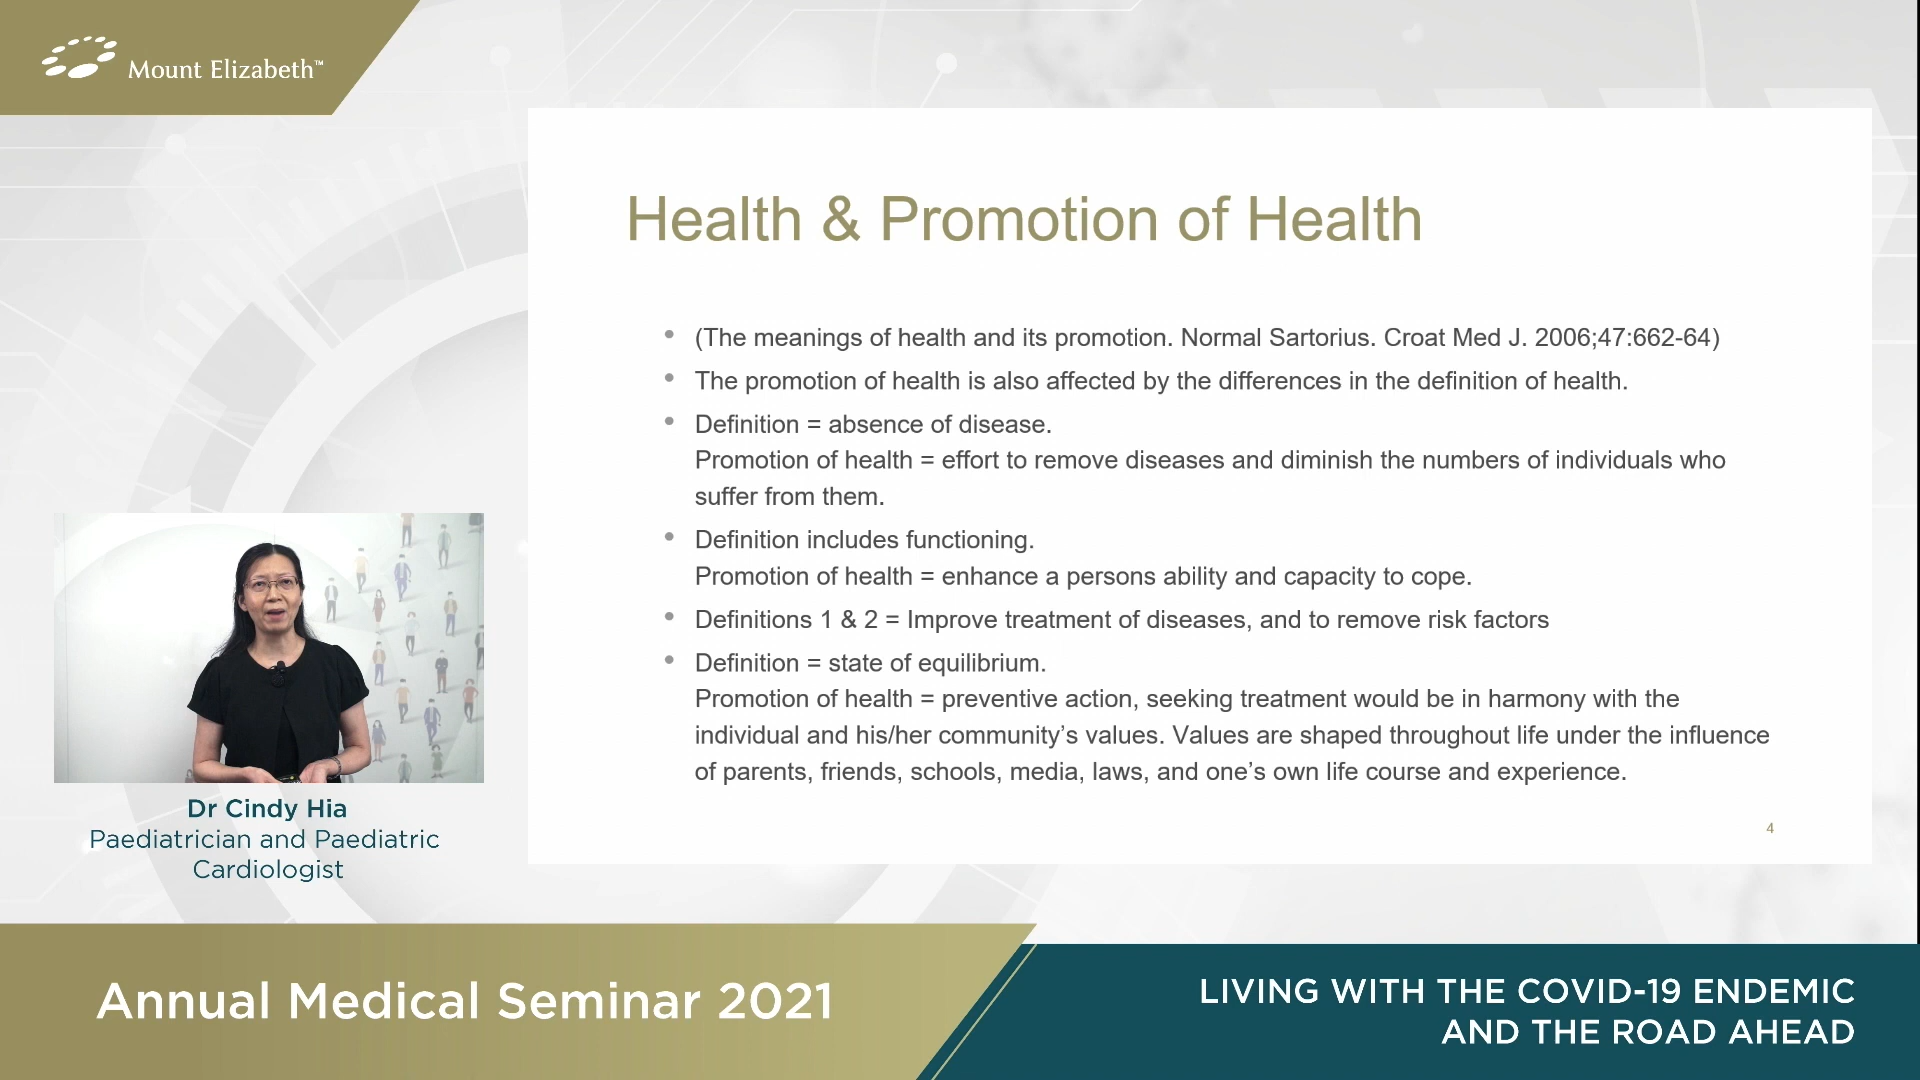 Mount Elizabeth™
Health & Promotion of Health
• (The meanings of health and its promotion. Normal Sartorius. Croat Med J. 2006;47:662-64)
• The promotion of health is also affected by the differences in the definition of health.
• Definition = absence of disease.
Promotion of health = effort to remove diseases and diminish the numbers of individuals who
suffer from them.
• Definition includes functioning.
Promotion of health = enhance a persons ability and capacity to cope.
• Definitions 1 & 2 = Improve treatment of diseases, and to remove risk factors
• Definition = state of equilibrium.
Promotion of health = preventive action, seeking treatment would be in harmony with the
individual and his/her community’s values. Values are shaped throughout life under the influence
of parents, friends, schools, media, laws, and one’s own life course and experience.
4
Dr Cindy Hia
Paediatrician and Paediatric
Cardiologist
Annual Medical Seminar 2021
LIVING WITH THE COVID-19 ENDEMIC
AND THE ROAD AHEAD